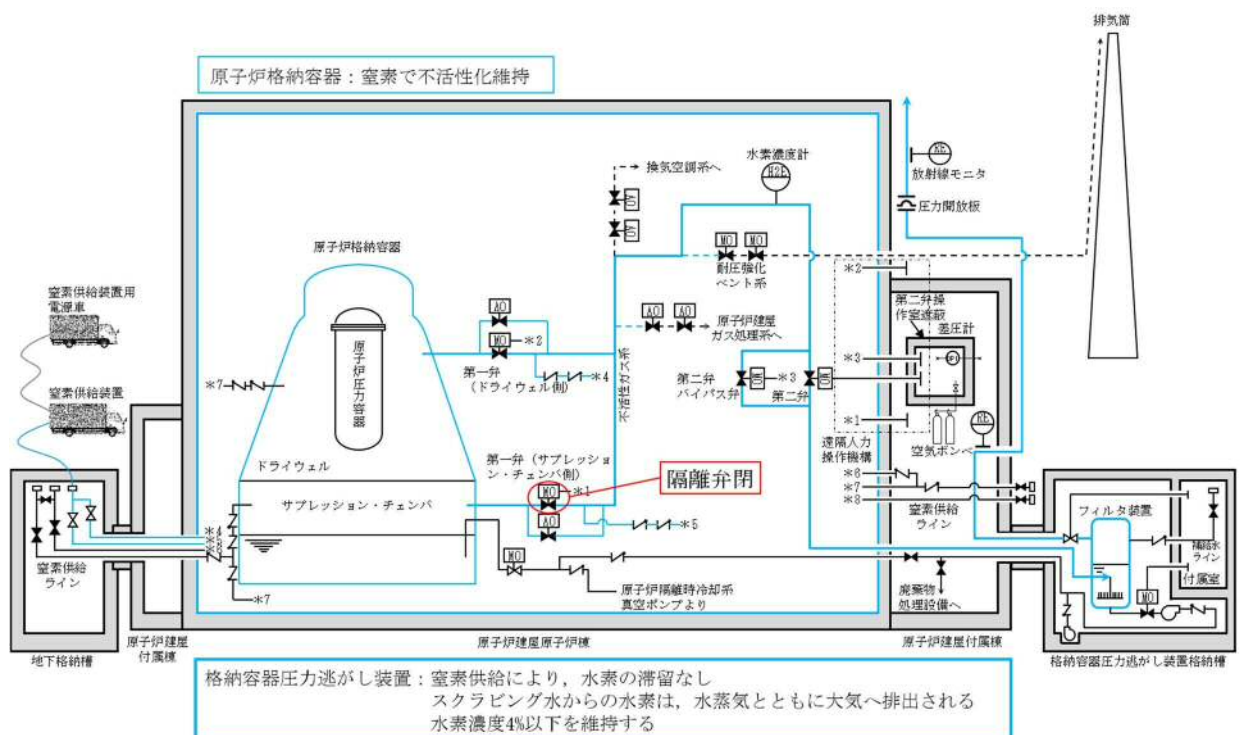 排気筒
原子炉格納容器：窒素で不活性化維持
水素濃度計
H2E
換気空調系へ
AO
AO
RE
放射線モニタ
圧力開放板
原子炉格納容器
MO
MO
耐圧強化
ベント系
*2
窒素供給装置用
電源車
AO
MO
*2
AO
AO
原子炉建屋
ガス処理系へ
第二弁操
作室遮蔽
差圧計
原子炉圧力容器
不活性ガス系
*3
*7
第一弁
（ドライウェル側）
*4
第二弁
バイパス弁
MO
*3
第二弁
MO
窒素供給装置
*1
RE
遠隔人力
操作機構
空気ボンベ
ドライウェル
第一弁（サプレッショ
ン・チェンバ側）
隔離弁閉
*6
*7
*8
サプレッション・チェンバ
MO
*1
AO
*5
窒素供給
ライン
フィルタ装置
*4
補給水
ライン
MO
窒素供給
ライン
付属室
*7
原子炉隔離時冷却系
真空ポンプより
廃棄物
処理設備へ
MO
地下格納槽
原子炉建屋
付属棟
原子炉建屋原子炉棟
原子炉建屋付属棟
格納容器圧力逃がし装置格納槽
格納容器圧力逃がし装置：窒素供給により，水素の滞留なし
スクラビング水からの水素は，水蒸気とともに大気へ排出される
水素濃度4%以下を維持する